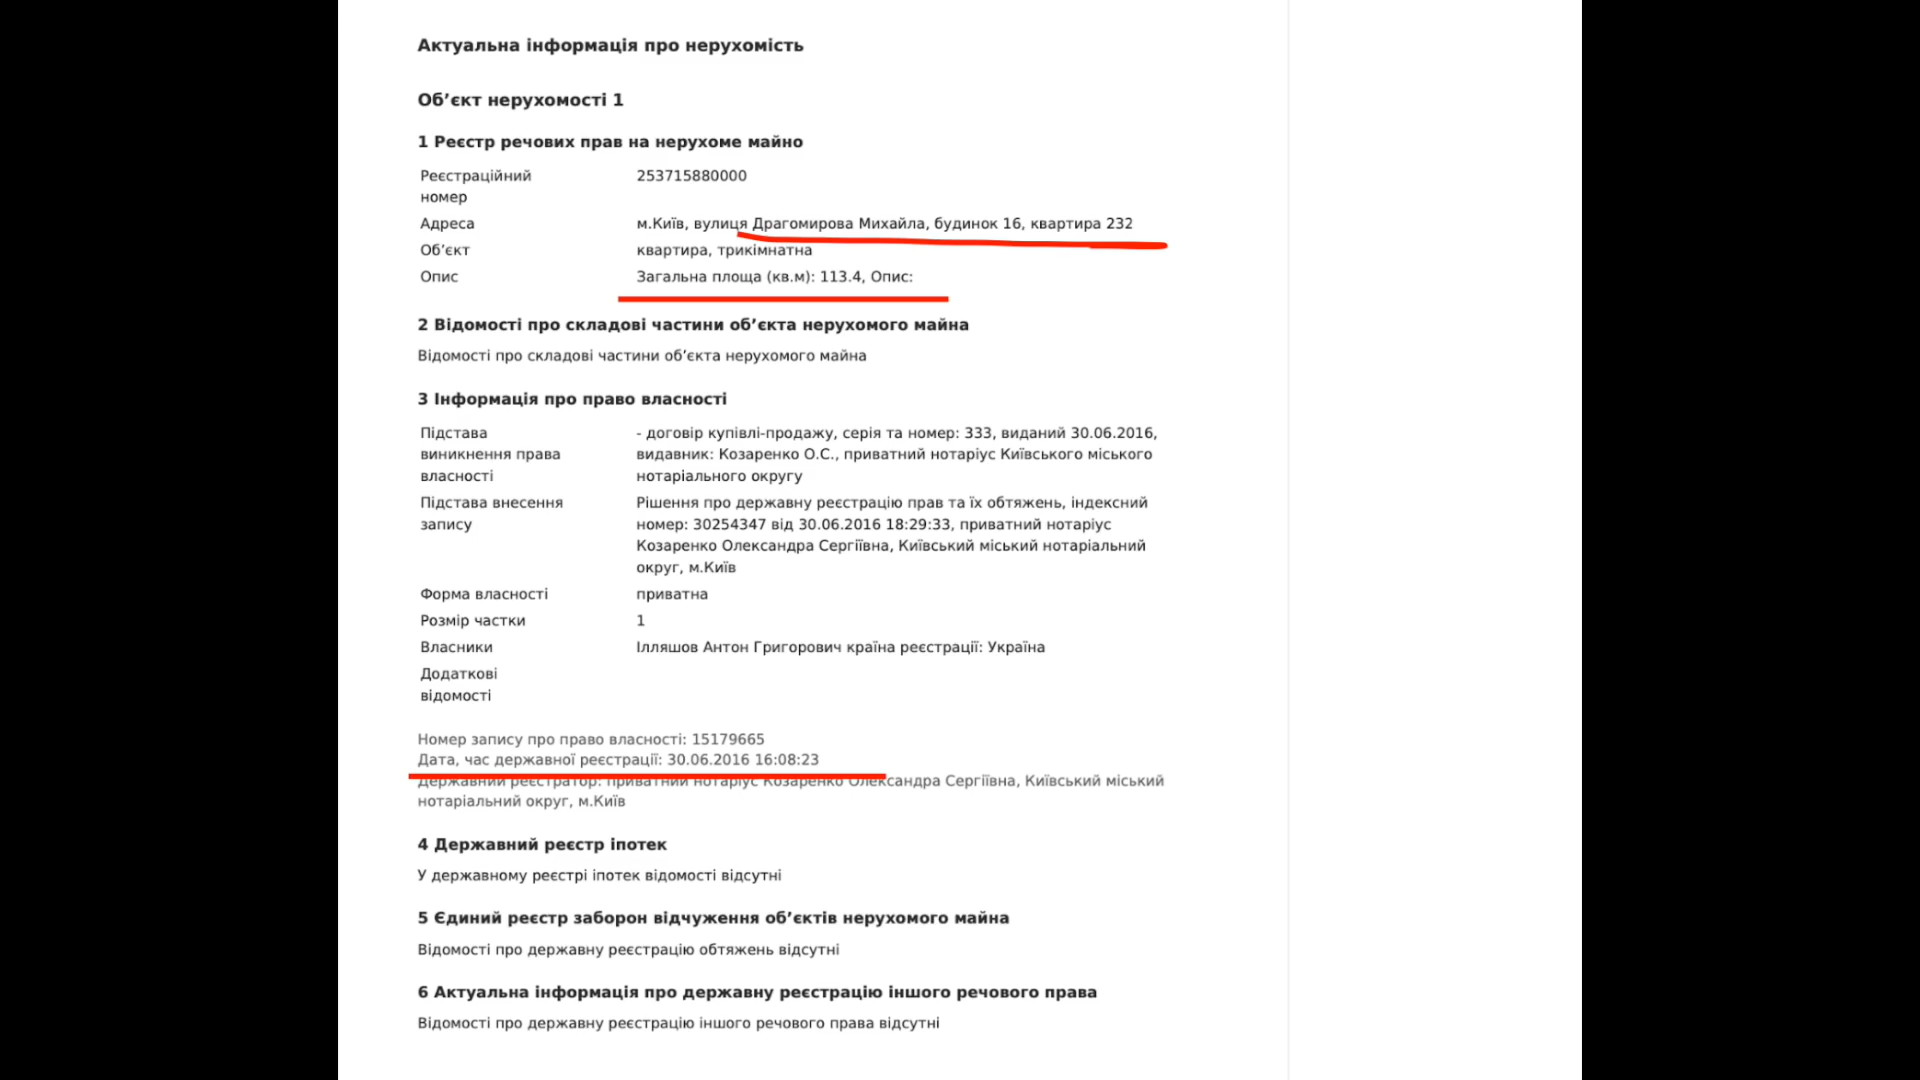 Актуальна інформація про нерухомість
Об’єкт нерухомості 1
1 Реєстр речових прав на нерухоме майно
Реєстраційний номер 253715880000
Адреса м.Київ, вулиця Драгомирова Михайла, будинок 16, квартира 232
Об’єкт квартира, трикімнатна
Опис Загальна площа (кв.м): 113.4, Опис:
2 Відомості про складові частини об’єкта нерухомого майна
Відомості про складові частини об’єкта нерухомого майна
3 Інформація про право власності
Підстава виникнення права власності
- договір купівлі-продажу, серія та номер: 333, виданий 30.06.2016,
видавник: Козаренко О.С., приватний нотаріус Київського міського
нотаріального округу
Підстава внесення запису
Рішення про державну реєстрацію прав та їх обтяжень, індексний
номер: 30254347 від 30.06.2016 18:29:33, приватний нотаріус
Козаренко Олександра Сергіївна, Київський міський нотаріальний
округ, м.Київ
Форма власності приватна
Розмір частки 1
Власники Ілляшов Антон Григорович країна реєстрації: Україна
Додаткові
відомості
Номер запису про право власності: 15179665
Дата, час державної реєстрації: 30.06.2016 16:08:23
Державний реєстратор: приватний нотаріус Козаренко Олександра Сергіївна, Київський міський
нотаріальний округ, м.Київ
4 Державний реєстр іпотек
У державному реєстрі іпотек відомості відсутні
5 Єдиний реєстр заборон відчуження об’єктів нерухомого майна
Відомості про державну реєстрацію обтяжень відсутні
6 Актуальна інформація про державну реєстрацію іншого речового права
Відомості про державну реєстрацію іншого речового права відсутні